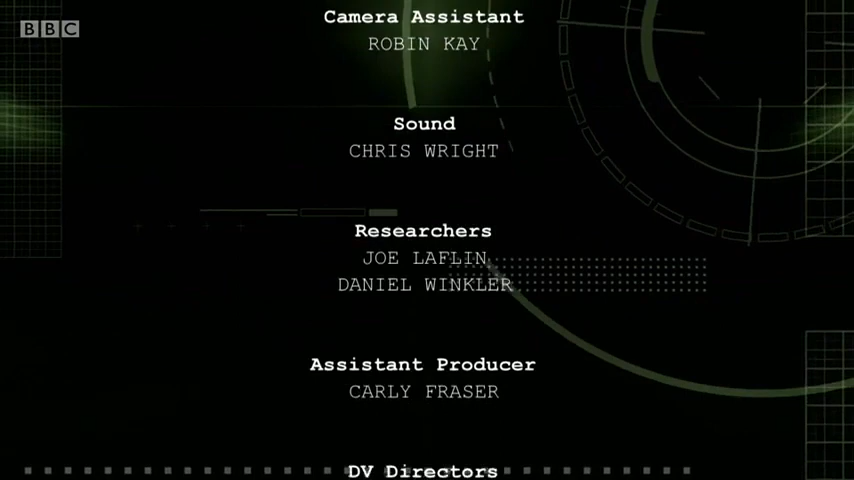 BBC
Camera Assistant
ROBIN KAY
Sound
CHRIS WRIGHT
Researchers
JOE LAFLIN
DANIEL WINKLER
Assistant Producer
CARLY FRASER
DV Directors